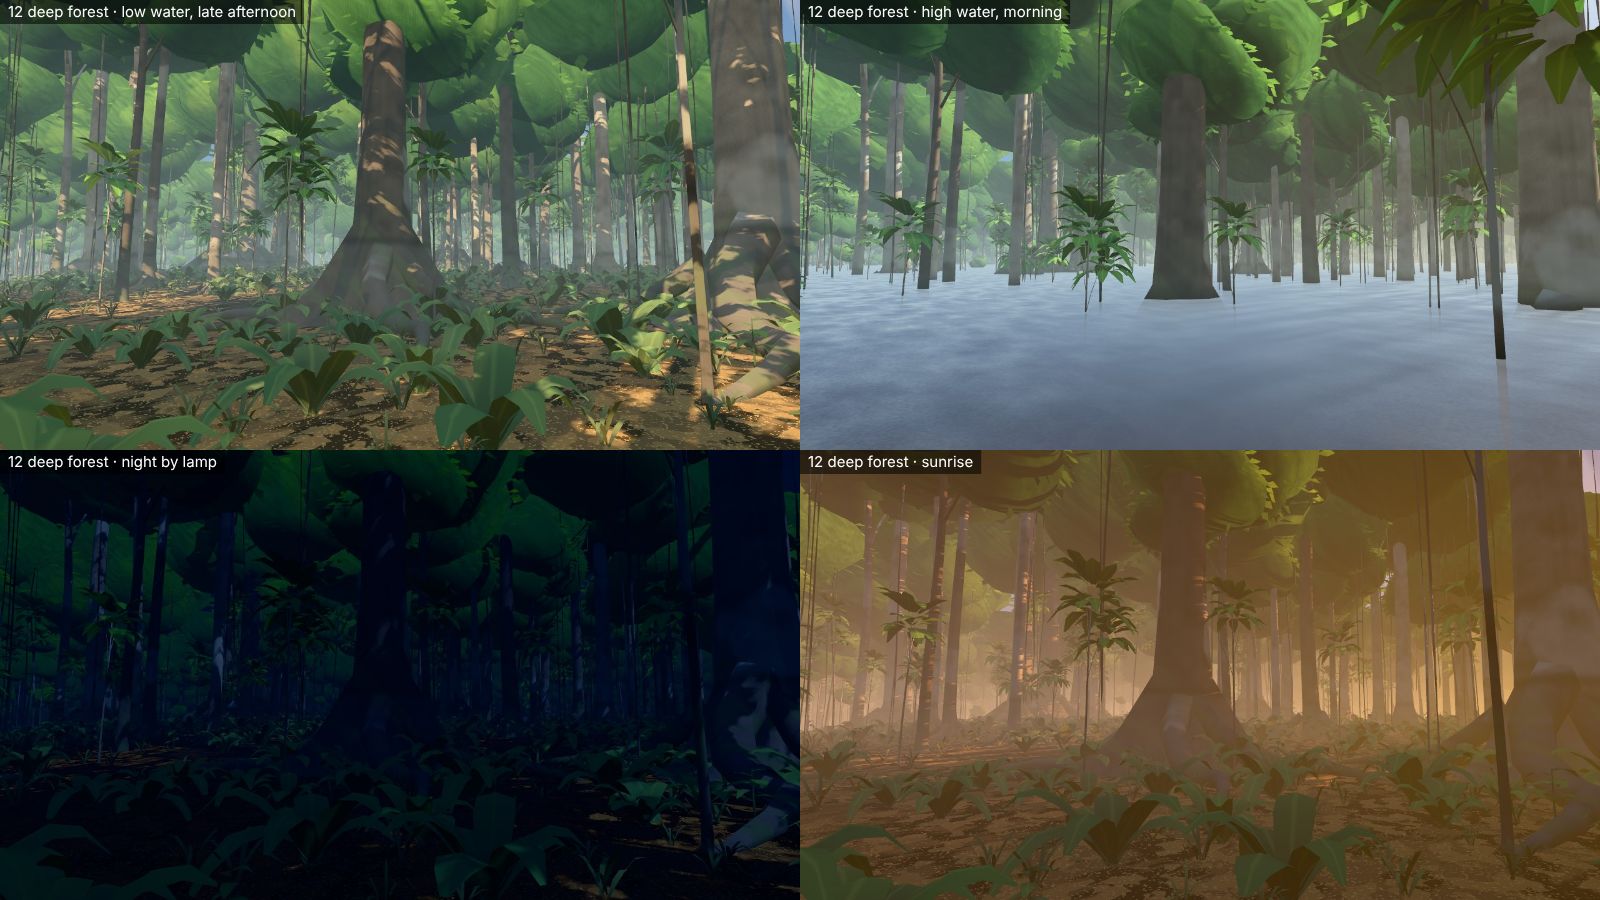 12 deep forest · low water, late afternoon
12 deep forest · high water, morning
12 deep forest · night by lamp
12 deep forest · sunrise